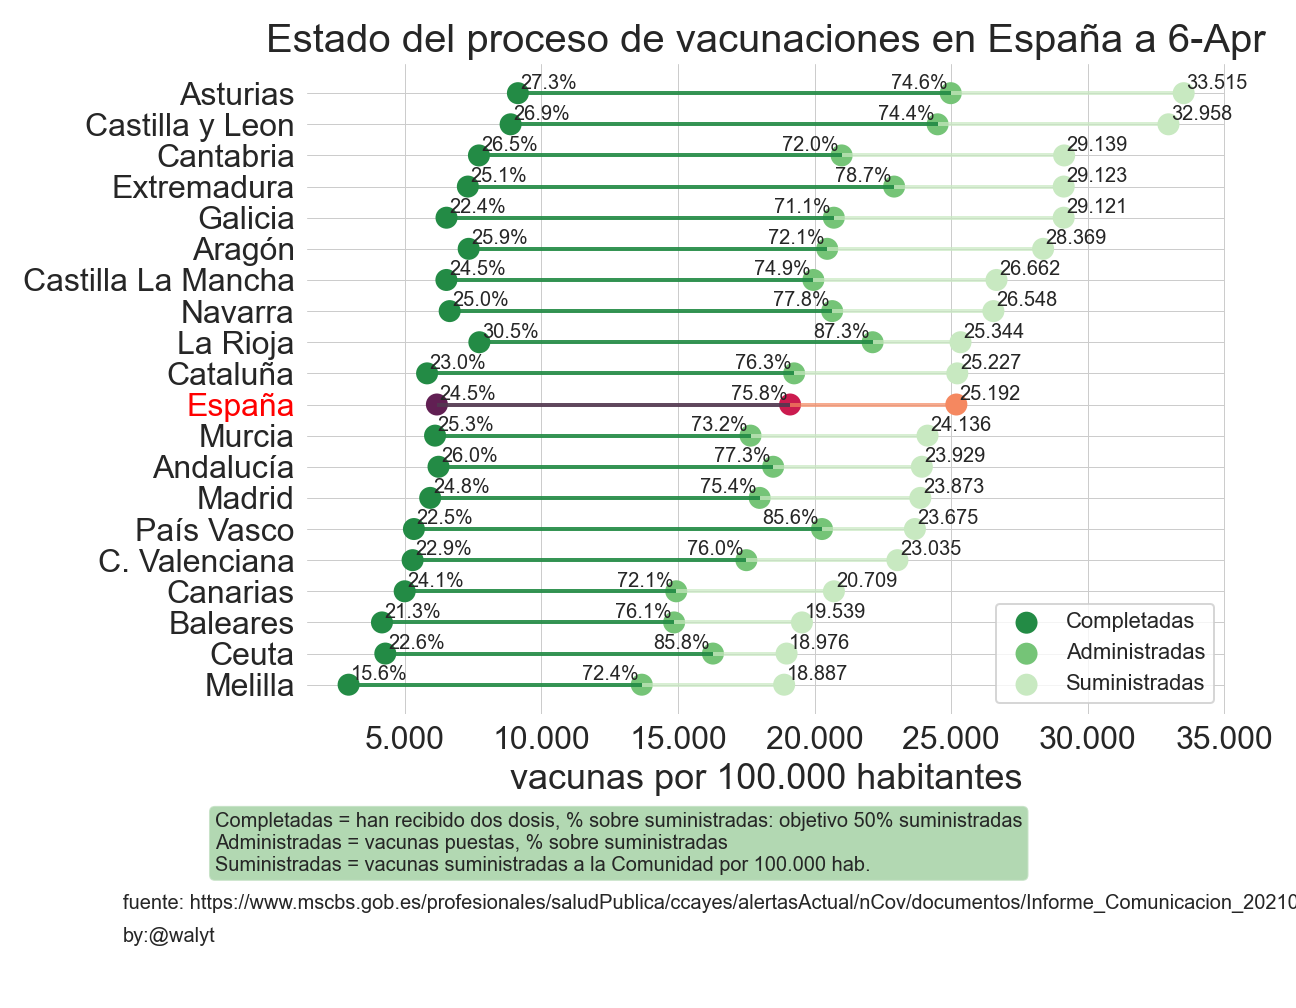 Estado del proceso de vacunaciones en España a 6-Apr
Asturias 27.3% 74.6% 33.515
Castilla y Leon 26.9% 74.4% 32.958
Cantabria 26.5% 72.0% 29.139
Extremadura 25.1% 78.7% 29.123
Galicia 22.4% 71.1% 29.121
Aragón 25.9% 72.1% 28.369
Castilla La Mancha 24.5% 74.9% 26.662
Navarra 25.0% 77.8% 26.548
La Rioja 30.5% 87.3% 25.344
Cataluña 23.0% 76.3% 25.227
España 24.5% 75.8% 25.192
Murcia 25.3% 73.2% 24.136
Andalucía 26.0% 77.3% 23.929
Madrid 24.8% 75.4% 23.873
País Vasco 22.5% 85.6% 23.675
C. Valenciana 22.9% 76.0% 23.035
Canarias 24.1% 72.1% 20.709
Baleares 21.3% 76.1% 19.539
Ceuta 22.6% 85.8% 18.976
Melilla 15.6% 72.4% 18.887
Completadas
Administradas
Suministradas
5.000 10.000 15.000 20.000 25.000 30.000 35.000
vacunas por 100.000 habitantes
Completadas = han recibido dos dosis, % sobre suministradas: objetivo 50% suministradas
Administradas = vacunas puestas, % sobre suministradas
Suministradas = vacunas suministradas a la Comunidad por 100.000 hab.
fuente: https://www.mscbs.gob.es/profesionales/saludPublica/ccayes/alertasActual/nCov/documentos/Informe_Comunicacion_20210
by:@walyt